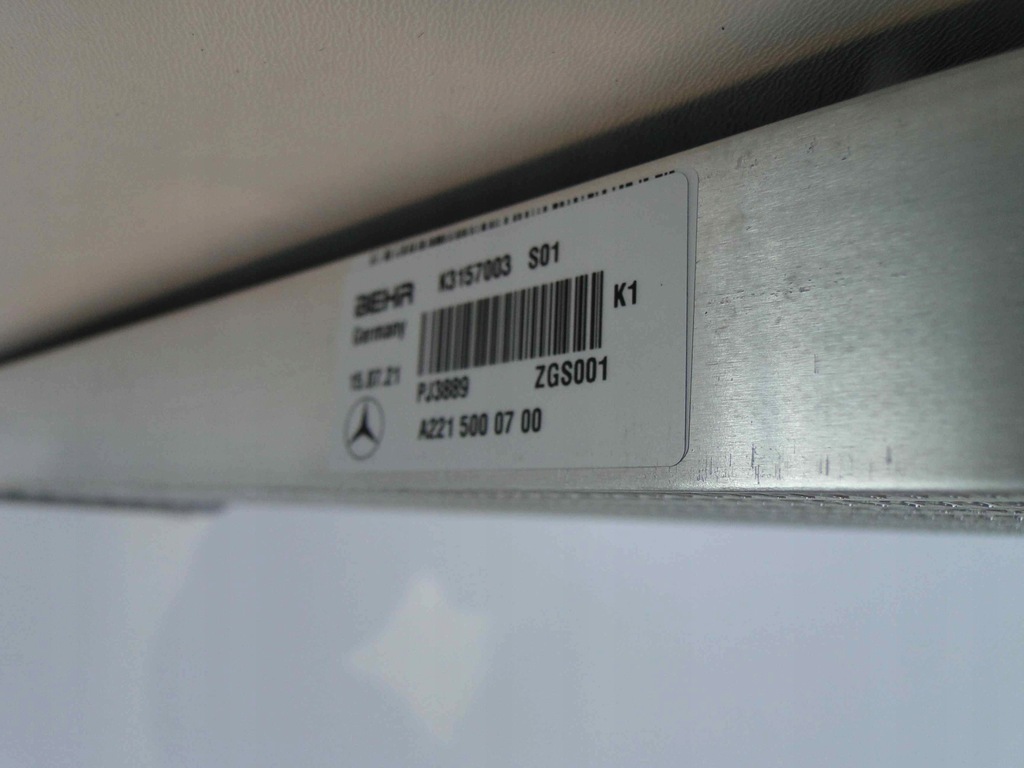 BEHR K3157003 S01
Germany K1
15.07.21 PJ3889 ZGS001
A221 500 07 00